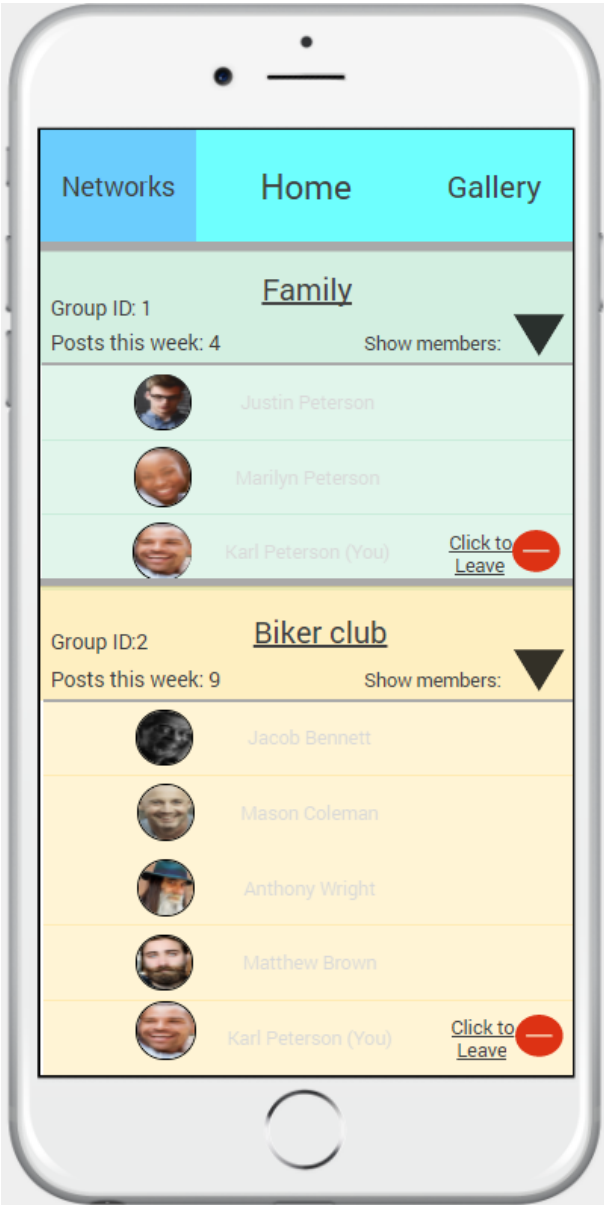 Networks Home Gallery
Family
Group ID: 1
Posts this week: 4 Show members:
Justin Peterson
Marilyn Peterson
Karl Peterson (You) Click to
Leave
Biker club
Group ID:2
Posts this week: 9 Show members:
Jacob Bennett
Mason Coleman
Anthony Wright
Matthew Brown
Karl Peterson (You) Click to
Leave